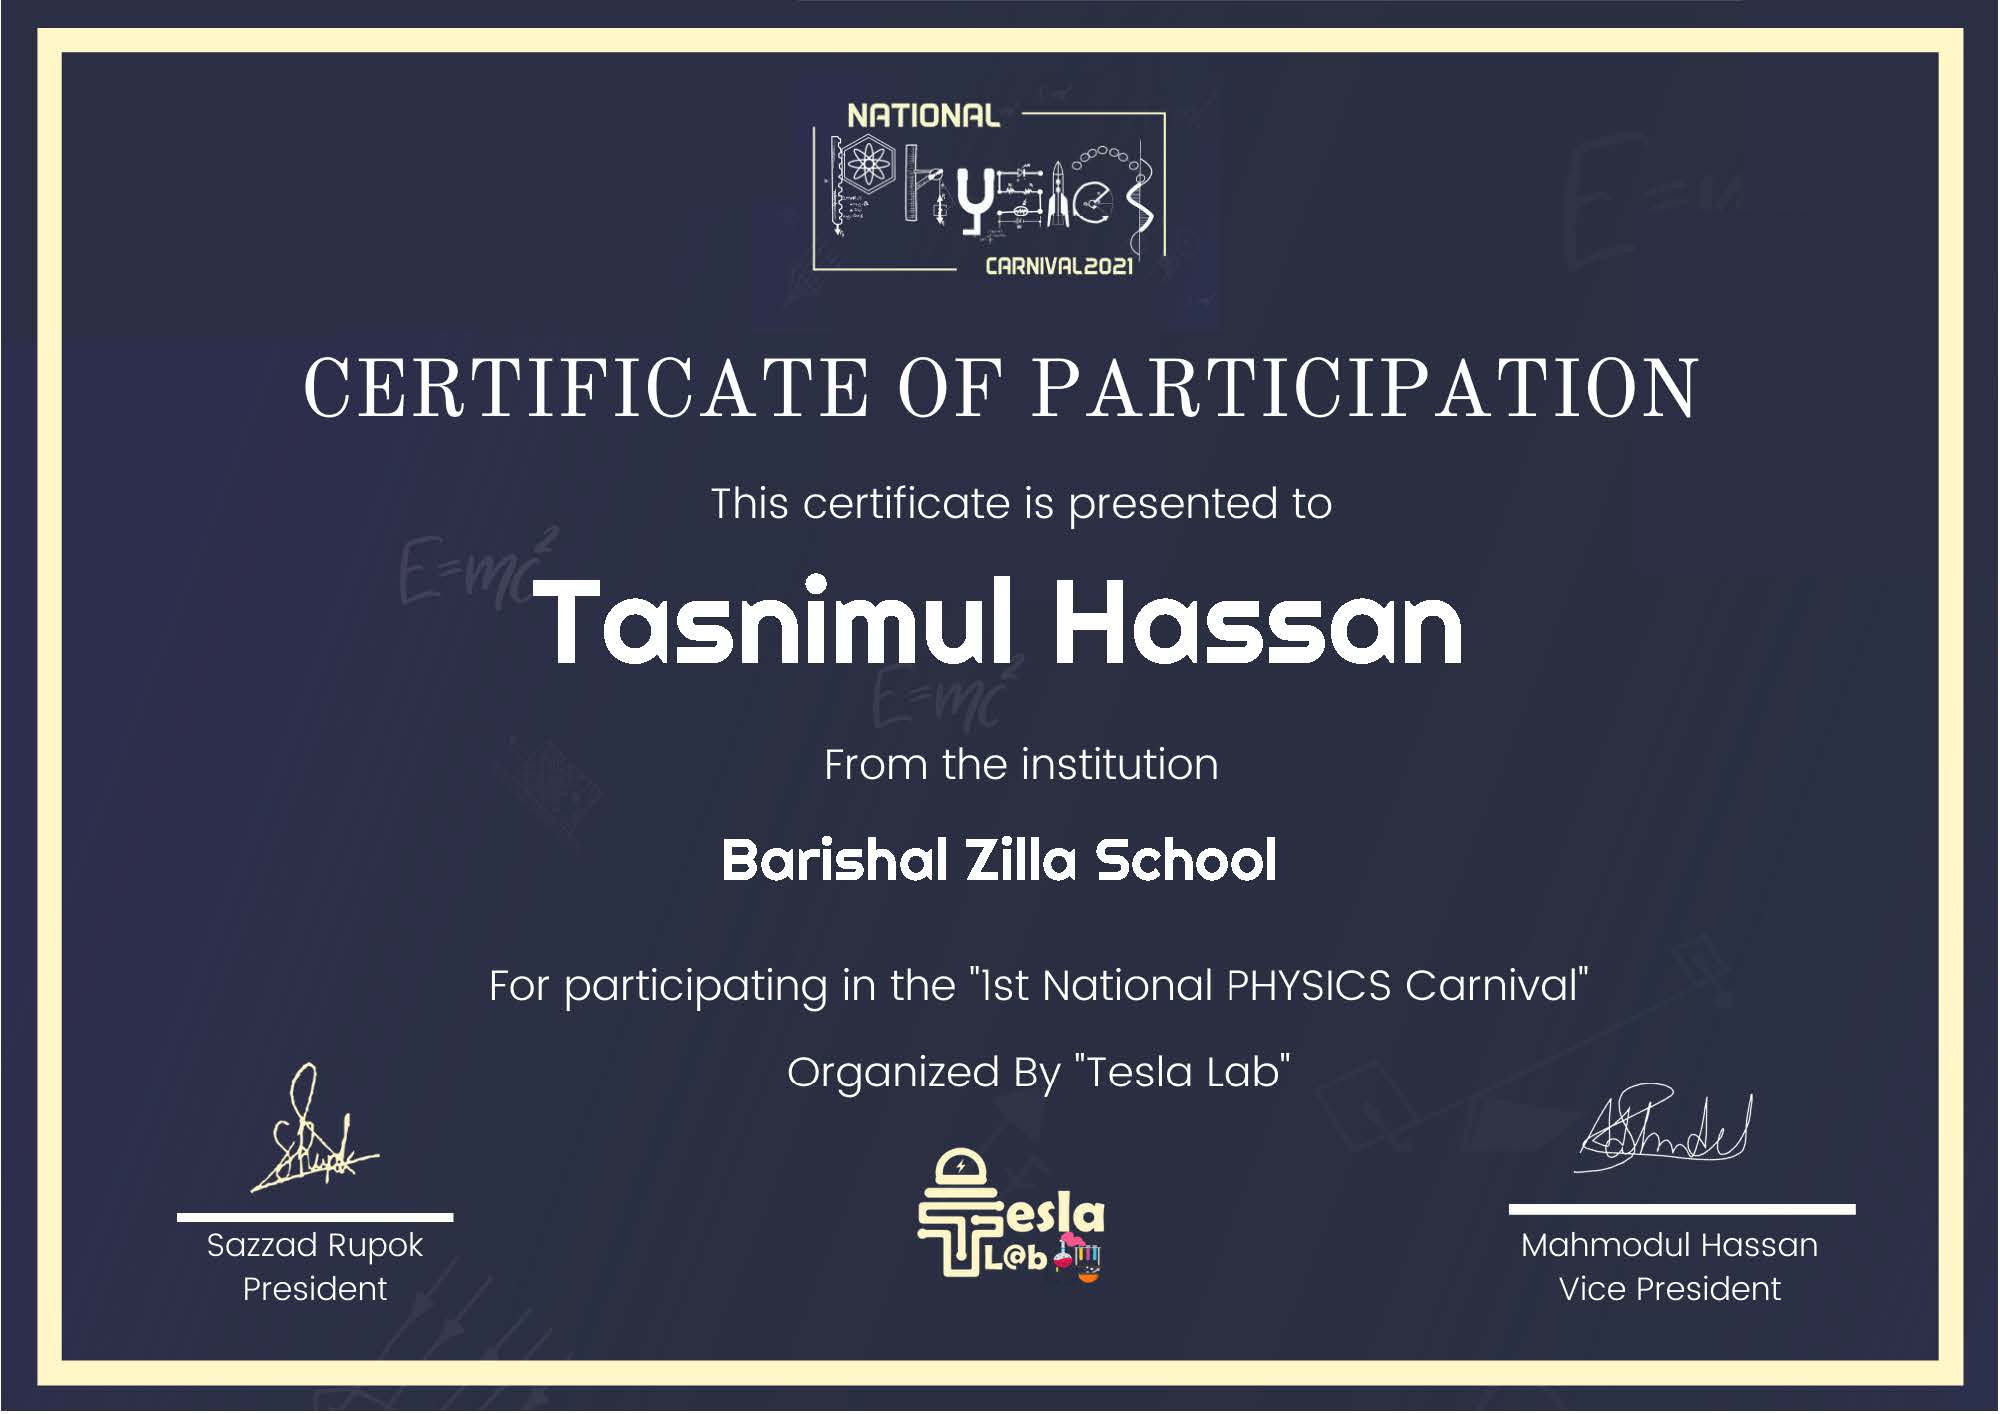 NATIONAL
Physics
CARNIVAL2021
CERTIFICATE OF PARTICIPATION
This certificate is presented to
E=mc²
Tasnimul Hassan
E=mc²
From the institution
Barishal Zilla School
For participating in the "1st National PHYSICS Carnival"
Organized By "Tesla Lab"
Tesla
L@b
Sazzad Rupok
President
Mahmodul Hassan
Vice President